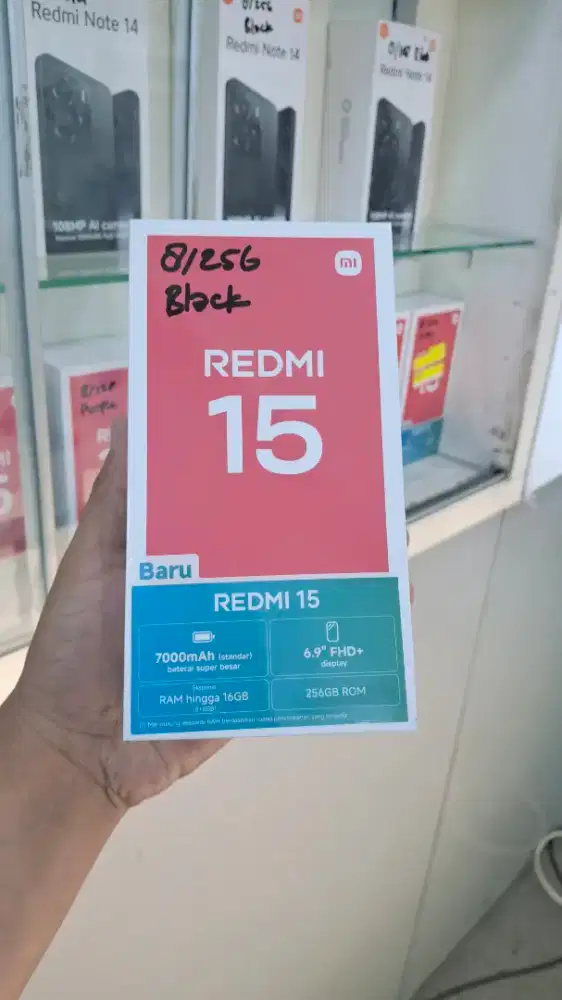 Redmi Note 14
108MP AI camera
8/256
Black
Redmi Note 14
Redmi Note 14
8/256
Black
mi
REDMI
15
Baru
REDMI 15
7000mAh (standar)
baterai super besar
6.9" FHD+
display
RAM hingga 16GB
256GB ROM